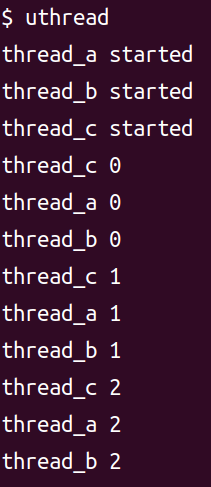 $ uthread
thread_a started
thread_b started
thread_c started
thread_c 0
thread_a 0
thread_b 0
thread_c 1
thread_a 1
thread_b 1
thread_c 2
thread_a 2
thread_b 2